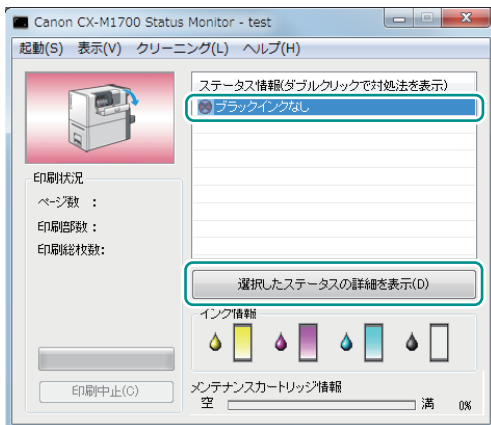 Canon CX-M1700 Status Monitor - test
起動(S) 表示(V) クリーニング(L) ヘルプ(H)
ステータス情報(ダブルクリックで対処法を表示)
ブラックインクなし
印刷状況
ページ数 :
印刷部数 :
印刷総枚数:
選択したステータスの詳細を表示(D)
インク情報
印刷中止(C)
メンテナンスカートリッジ情報
空 満 0%